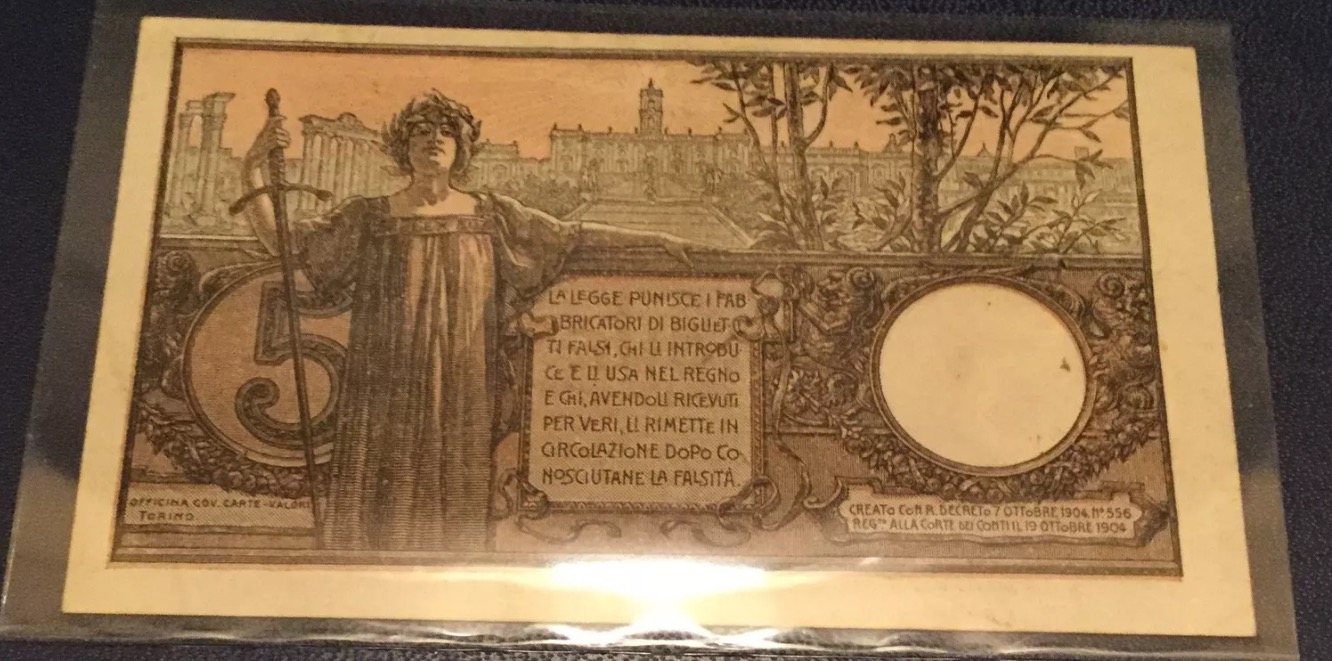 5
LA LEGGE PUNISCE I FAB
BRICATORI DI BIGLIET
TI FALSI, CHI LI INTRODU
CE E LI USA NEL REGNO
E CHI, AVENDOLI RICEVUTI
PER VERI, LI RIMETTE IN
CIRCOLAZIONE DOPO CO
NOSCIUTANE LA FALSITÀ.
OFFICINA GOV. CARTE-VALORI
TORINO
CREATO CON R. DECRETO 7 OTTOBRE 1904. Nº 556
REGTO ALLA CORTE DEI CONTI IL 19 OTTOBRE 1904